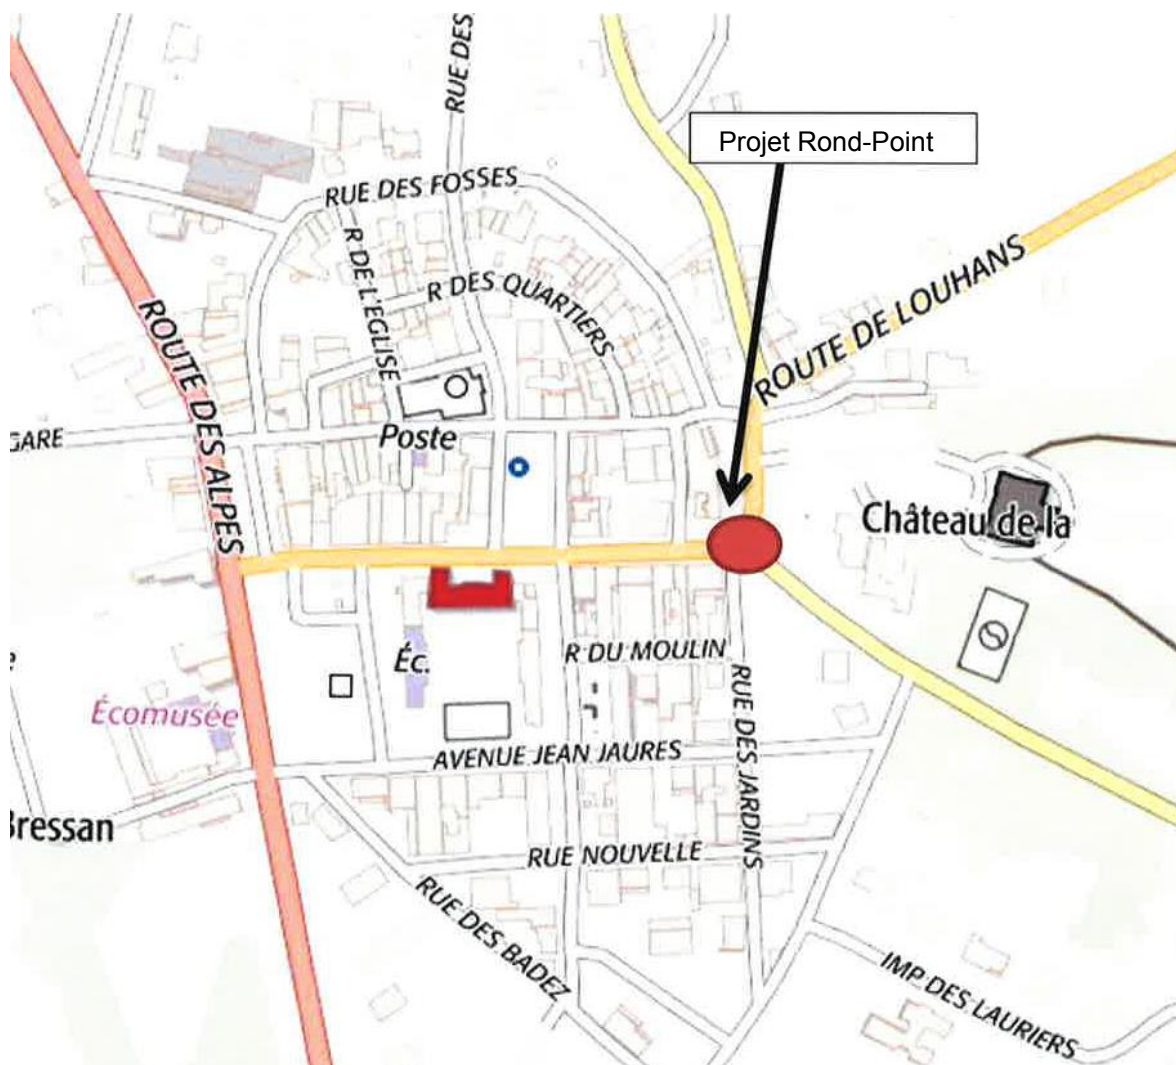 RUE DES
Projet Rond-Point
RUE DES FOSSES
R DE L'EGLISE
R DES QUARTIERS
ROUTE DE LOUHANS
ROUTE DES ALPES
GARE
Poste
Château de la
R DU MOULIN
Éc.
RUE DES JARDINS
Écomusée
AVENUE JEAN JAURES
Bressan
RUE NOUVELLE
RUE DES BADEZ
IMP DES LAURIERS